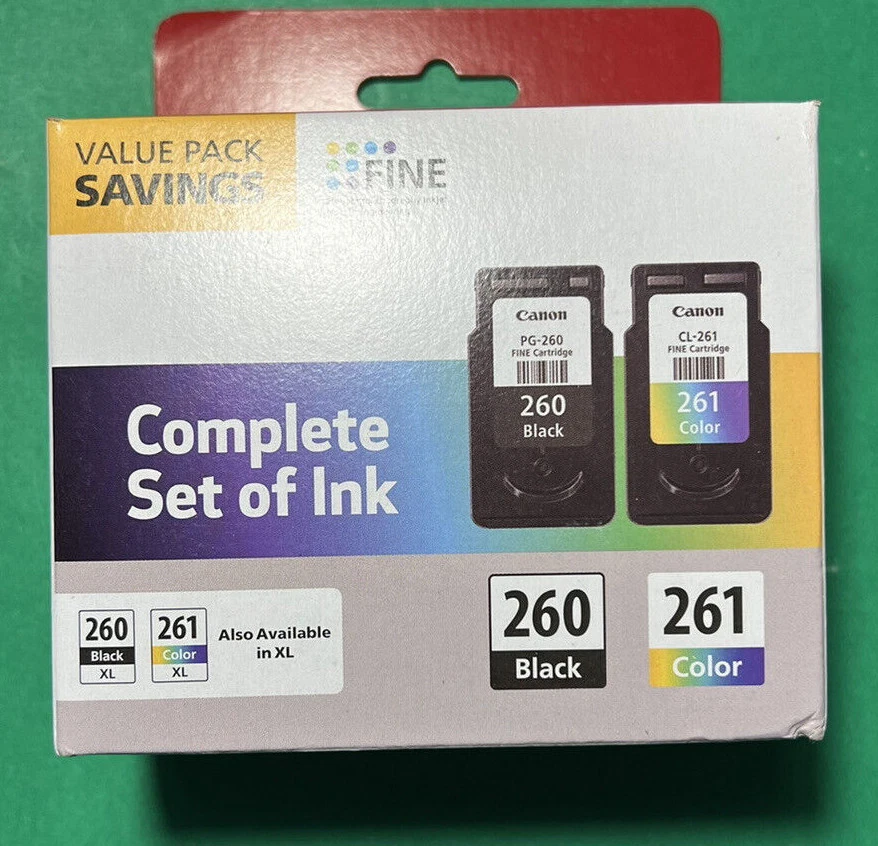 VALUE PACK
SAVINGS
FINE
Canon
PG-260
FINE Cartridge
260
Black
Canon
CL-261
FINE Cartridge
261
Color
Complete
Set of Ink
260
Black
XL
261
Color
XL
Also Available
in XL
260
Black
261
Color